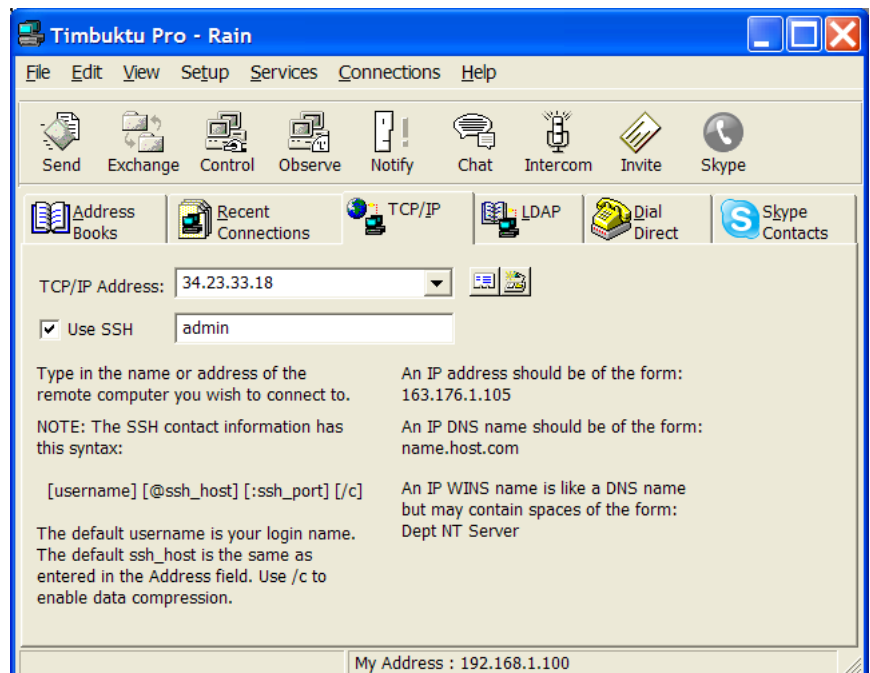 Timbuktu Pro - Rain
File Edit View Setup Services Connections Help
Send Exchange Control Observe Notify Chat Intercom Invite Skype
Address Books
Recent Connections
TCP/IP
LDAP
Dial Direct
Skype Contacts
TCP/IP Address: 34.23.33.18
Use SSH admin
Type in the name or address of the
remote computer you wish to connect to.
NOTE: The SSH contact information has
this syntax:
[username] [@ssh_host] [:ssh_port] [/c]
The default username is your login name.
The default ssh_host is the same as
entered in the Address field. Use /c to
enable data compression.
An IP address should be of the form:
163.176.1.105
An IP DNS name should be of the form:
name.host.com
An IP WINS name is like a DNS name
but may contain spaces of the form:
Dept NT Server
My Address : 192.168.1.100